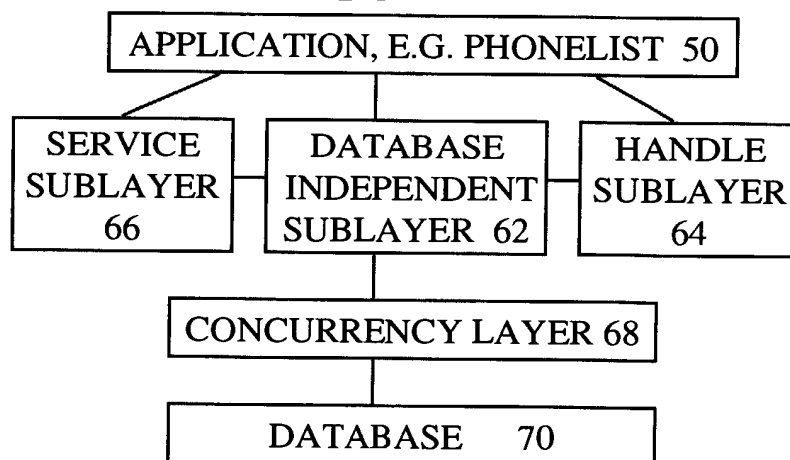 APPLICATION, E.G. PHONELIST 50
SERVICE
SUBLAYER
66
DATABASE
INDEPENDENT
SUBLAYER 62
HANDLE
SUBLAYER
64
CONCURRENCY LAYER 68
DATABASE 70